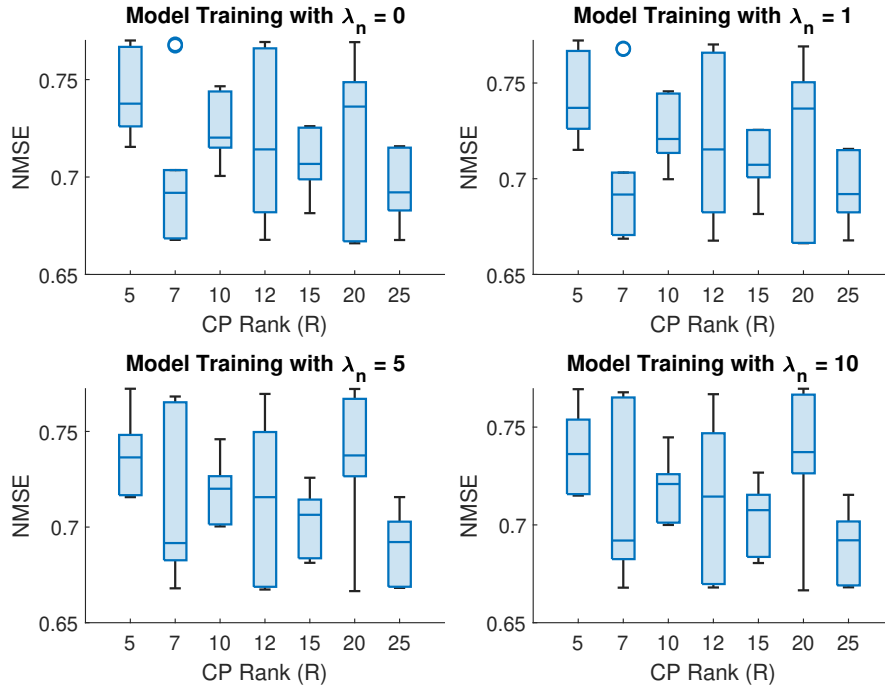 Model Training with λn = 0
NMSE
0.75
0.7
0.65
5 7 10 12 15 20 25
CP Rank (R)
Model Training with λn = 1
NMSE
0.75
0.7
0.65
5 7 10 12 15 20 25
CP Rank (R)
Model Training with λn = 5
NMSE
0.75
0.7
0.65
5 7 10 12 15 20 25
CP Rank (R)
Model Training with λn = 10
NMSE
0.75
0.7
0.65
5 7 10 12 15 20 25
CP Rank (R)